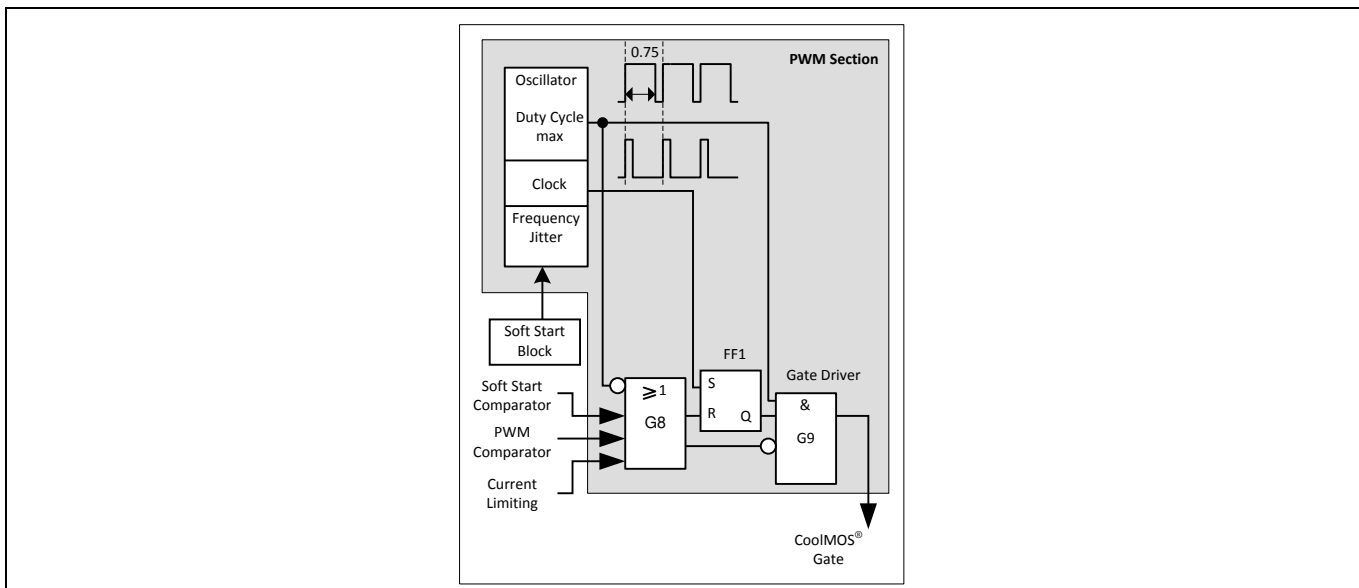 0.75
PWM Section
Oscillator
Duty Cycle
max
Clock
Frequency
Jitter
Soft Start
Block
FF1
Gate Driver
Soft Start
Comparator
PWM
Comparator
Current
Limiting
⩾1
G8
S
R
Q
&
G9
CoolMOS®
Gate